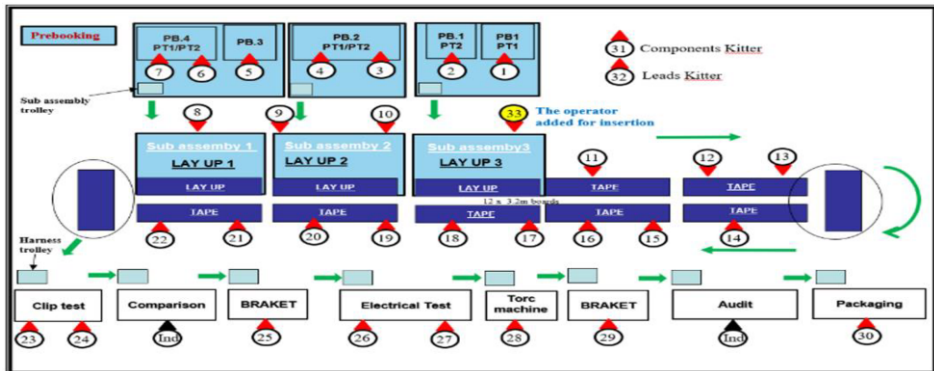 Prebooking
PB.4
PT1/PT2
PB.3
PB.2
PT1/PT2
PB.1
PT2
PB1
PT1
31
Components Kitter
32
Leads Kitter
7
6
5
4
3
2
1
Sub assembly
trolley
8
9
10
33
The operator
added for insertion
Sub assemby 1
LAY UP 1
Sub assemby 2
LAY UP 2
Sub assemby3
LAY UP 3
11
12
13
LAY UP
LAY UP
LAY UP
TAPE
TAPE
12 x 3.2m boards
TAPE
TAPE
TAPE
TAPE
TAPE
22
21
20
19
18
17
16
15
14
Harness
trolley
Clip test
Comparison
BRAKET
Electrical Test
Torc
machine
BRAKET
Audit
Packaging
23
24
Ind
25
26
27
28
29
Ind
30